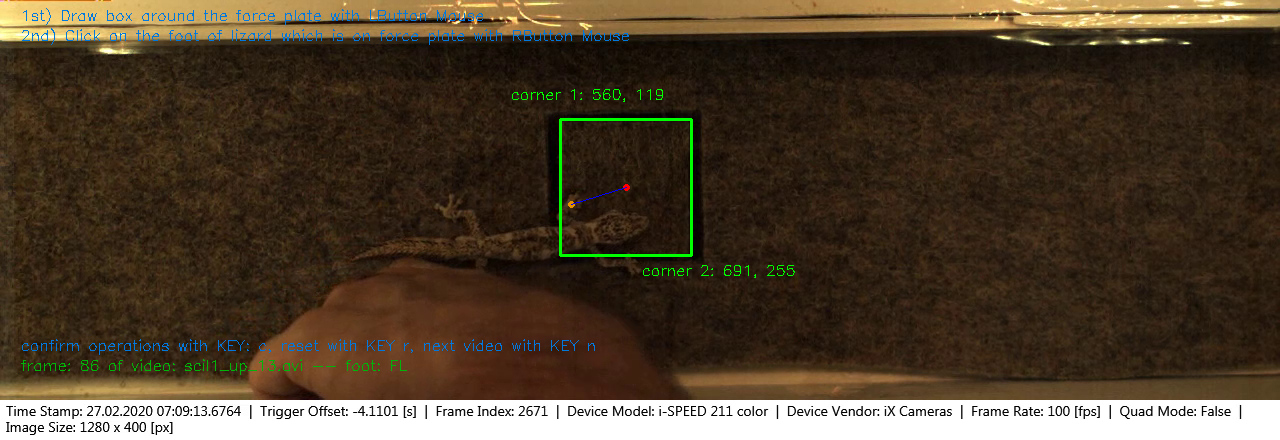 1st) Draw box around the force plate with LButton Mouse
2nd) Click on the foot of lizard which is on force plate with RButton Mouse
corner 1: 560, 119
corner 2: 691, 255
confirm operations with KEY: c, reset with KEY r, next video with KEY n
frame: 86 of video: scil1_up_13.avi -- foot: FL
Time Stamp: 27.02.2020 07:09:13.6764 | Trigger Offset: -4.1101 [s] | Frame Index: 2671 | Device Model: i-SPEED 211 color | Device Vendor: iX Cameras | Frame Rate: 100 [fps] | Quad Mode: False |
Image Size: 1280 x 400 [px]